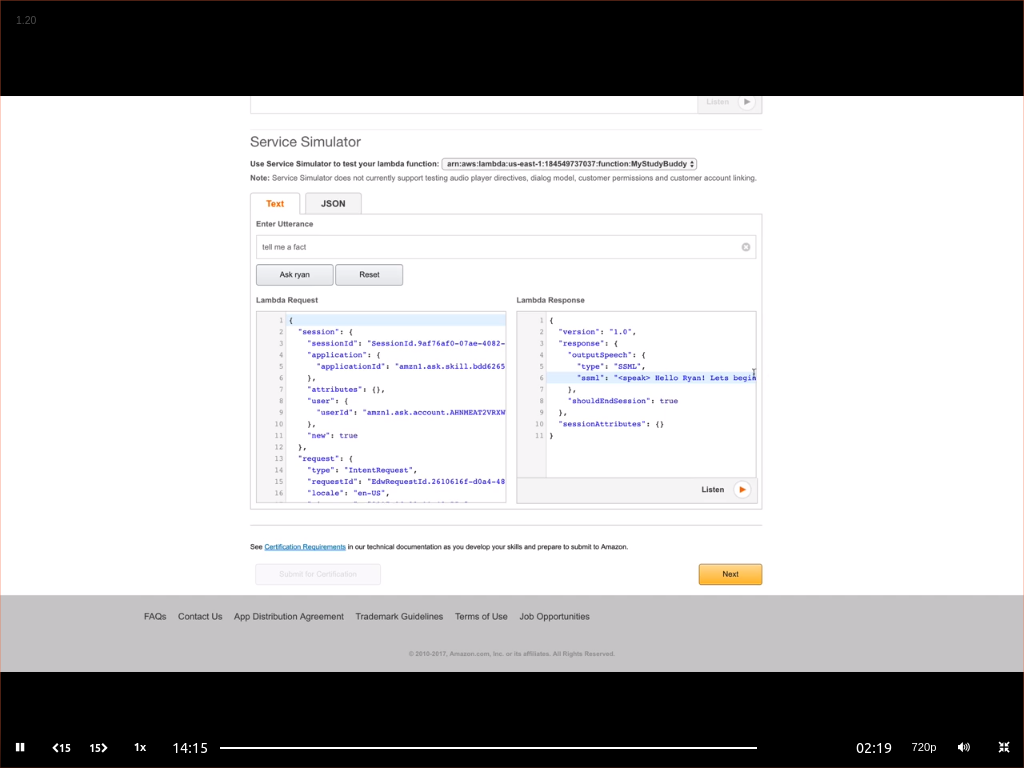 1.20
Listen
Service Simulator
Use Service Simulator to test your lambda function: arn:aws:lambda:us-east-1:184549737037:function:MyStudyBuddy
Note: Service Simulator does not currently support testing audio player directives, dialog model, customer permissions and customer account linking.
Text JSON
Enter Utterance
tell me a fact
Ask ryan Reset
Lambda Request
1 {
2 "session": {
3 "sessionId": "SessionId.9af76af0-07ae-4082-
4 "application": {
5 "applicationId": "amzn1.ask.skill.bdd6265
6 },
7 "attributes": {},
8 "user": {
9 "userId": "amzn1.ask.account.AHNMEAT2VRXW
10 },
11 "new": true
12 },
13 "request": {
14 "type": "IntentRequest",
15 "requestId": "EdwRequestId.2610616f-d0a4-48
16 "locale": "en-US",
Lambda Response
1 {
2 "version": "1.0",
3 "response": {
4 "outputSpeech": {
5 "type": "SSML",
6 "ssml": "<speak> Hello Ryan! Lets begin
7 },
8 "shouldEndSession": true
9 },
10 "sessionAttributes": {}
11 }
Listen
See Certification Requirements in our technical documentation as you develop your skills and prepare to submit to Amazon.
Submit for Certification Next
FAQs Contact Us App Distribution Agreement Trademark Guidelines Terms of Use Job Opportunities
© 2010-2017, Amazon.com, Inc. or its affiliates. All Rights Reserved.
15 15 1x 14:15 02:19 720p